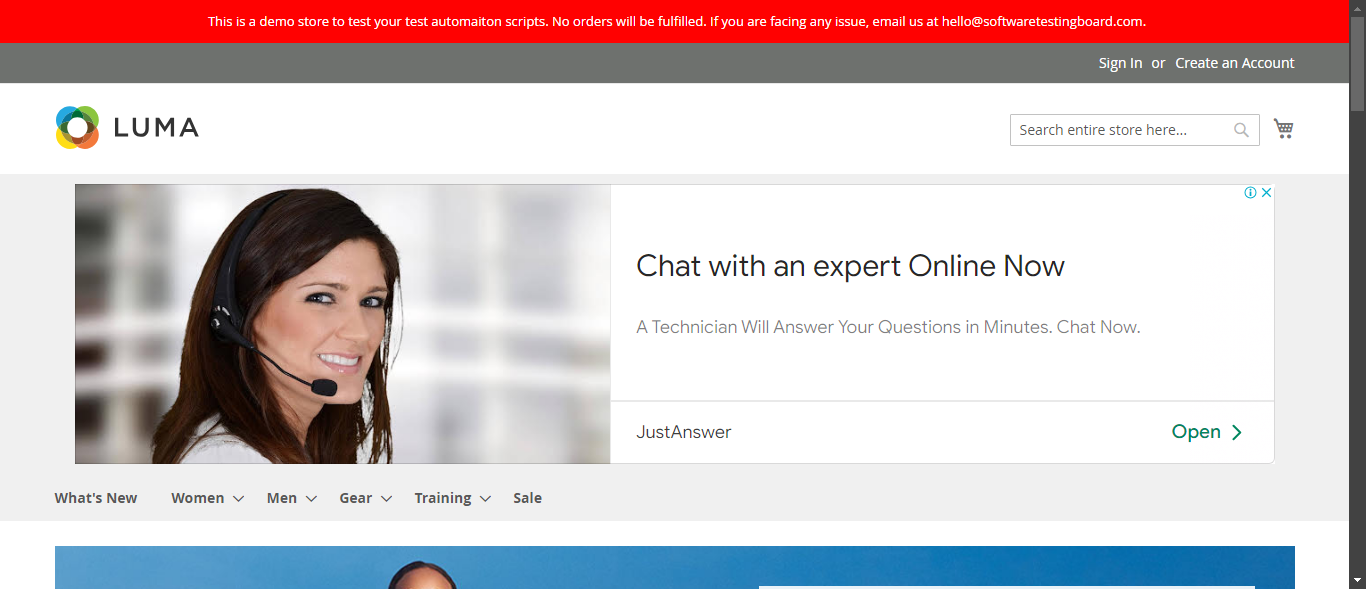 This is a demo store to test your test automaiton scripts. No orders will be fulfilled. If you are facing any issue, email us at hello@softwaretestingboard.com.
Sign In or Create an Account
LUMA
Search entire store here...
Chat with an expert Online Now
A Technician Will Answer Your Questions in Minutes. Chat Now.
JustAnswer
Open
What's New Women Men Gear Training Sale